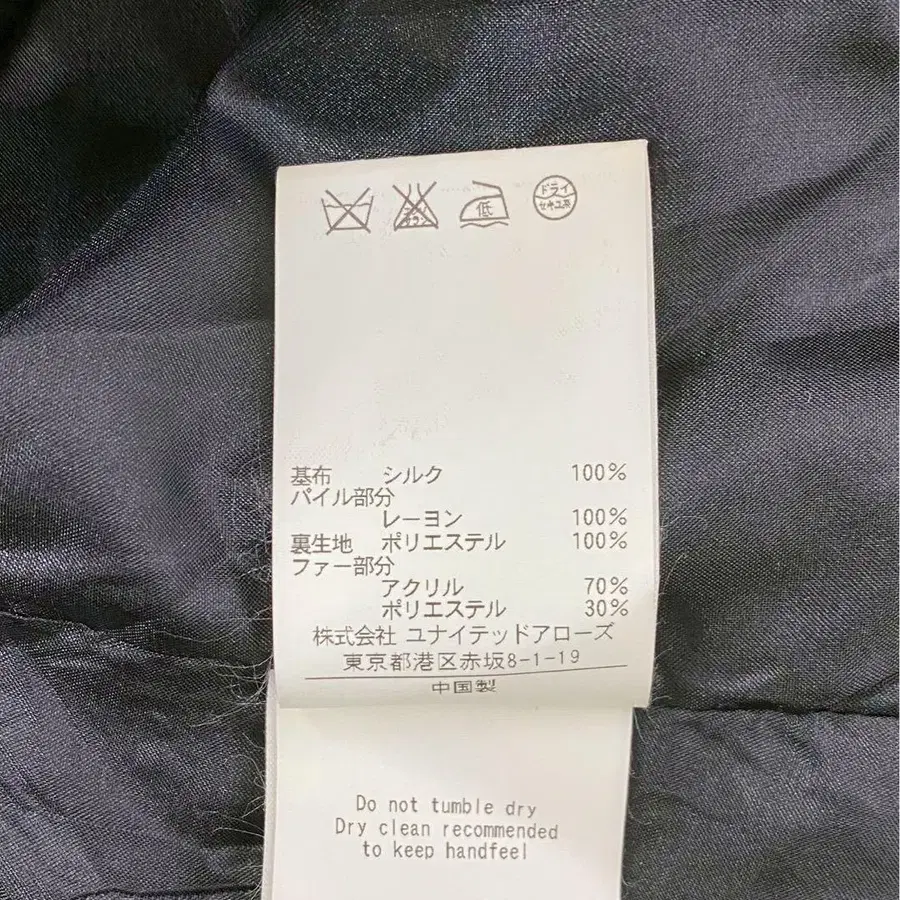 低 ドライ セキユ系
基布 シルク 100%
パイル部分
レーヨン 100%
裏生地 ポリエステル 100%
ファー部分
アクリル 70%
ポリエステル 30%
株式会社 ユナイテッドアローズ
東京都港区赤坂8-1-19
中国製
Do not tumble dry
Dry clean recommended
to keep handfeel